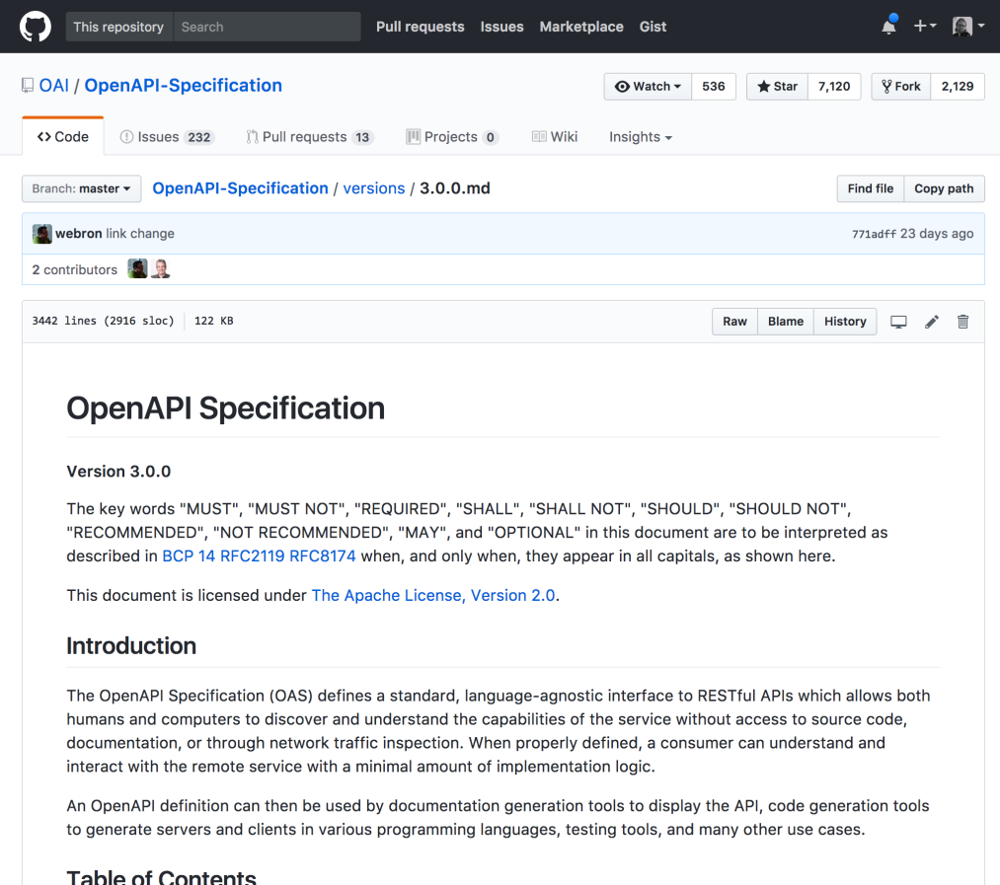 This repository Search Pull requests Issues Marketplace Gist
OAI / OpenAPI-Specification Watch 536 Star 7,120 Fork 2,129
Code Issues 232 Pull requests 13 Projects 0 Wiki Insights
Branch: master OpenAPI-Specification / versions / 3.0.0.md Find file Copy path
webron link change 771adff 23 days ago
2 contributors
3442 lines (2916 sloc) 122 KB Raw Blame History
OpenAPI Specification
Version 3.0.0
The key words "MUST", "MUST NOT", "REQUIRED", "SHALL", "SHALL NOT", "SHOULD", "SHOULD NOT",
"RECOMMENDED", "NOT RECOMMENDED", "MAY", and "OPTIONAL" in this document are to be interpreted as
described in BCP 14 RFC2119 RFC8174 when, and only when, they appear in all capitals, as shown here.
This document is licensed under The Apache License, Version 2.0.
Introduction
The OpenAPI Specification (OAS) defines a standard, language-agnostic interface to RESTful APIs which allows both
humans and computers to discover and understand the capabilities of the service without access to source code,
documentation, or through network traffic inspection. When properly defined, a consumer can understand and
interact with the remote service with a minimal amount of implementation logic.
An OpenAPI definition can then be used by documentation generation tools to display the API, code generation tools
to generate servers and clients in various programming languages, testing tools, and many other use cases.
Table of Contents